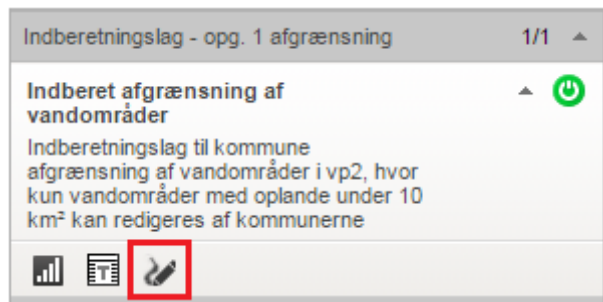 Indberetningslag - opg. 1 afgrænsning 1/1
Indberet afgrænsning af
vandområder
Indberetningslag til kommune
afgrænsning af vandområder i vp2, hvor
kun vandområder med oplande under 10
km² kan redigeres af kommunerne
T